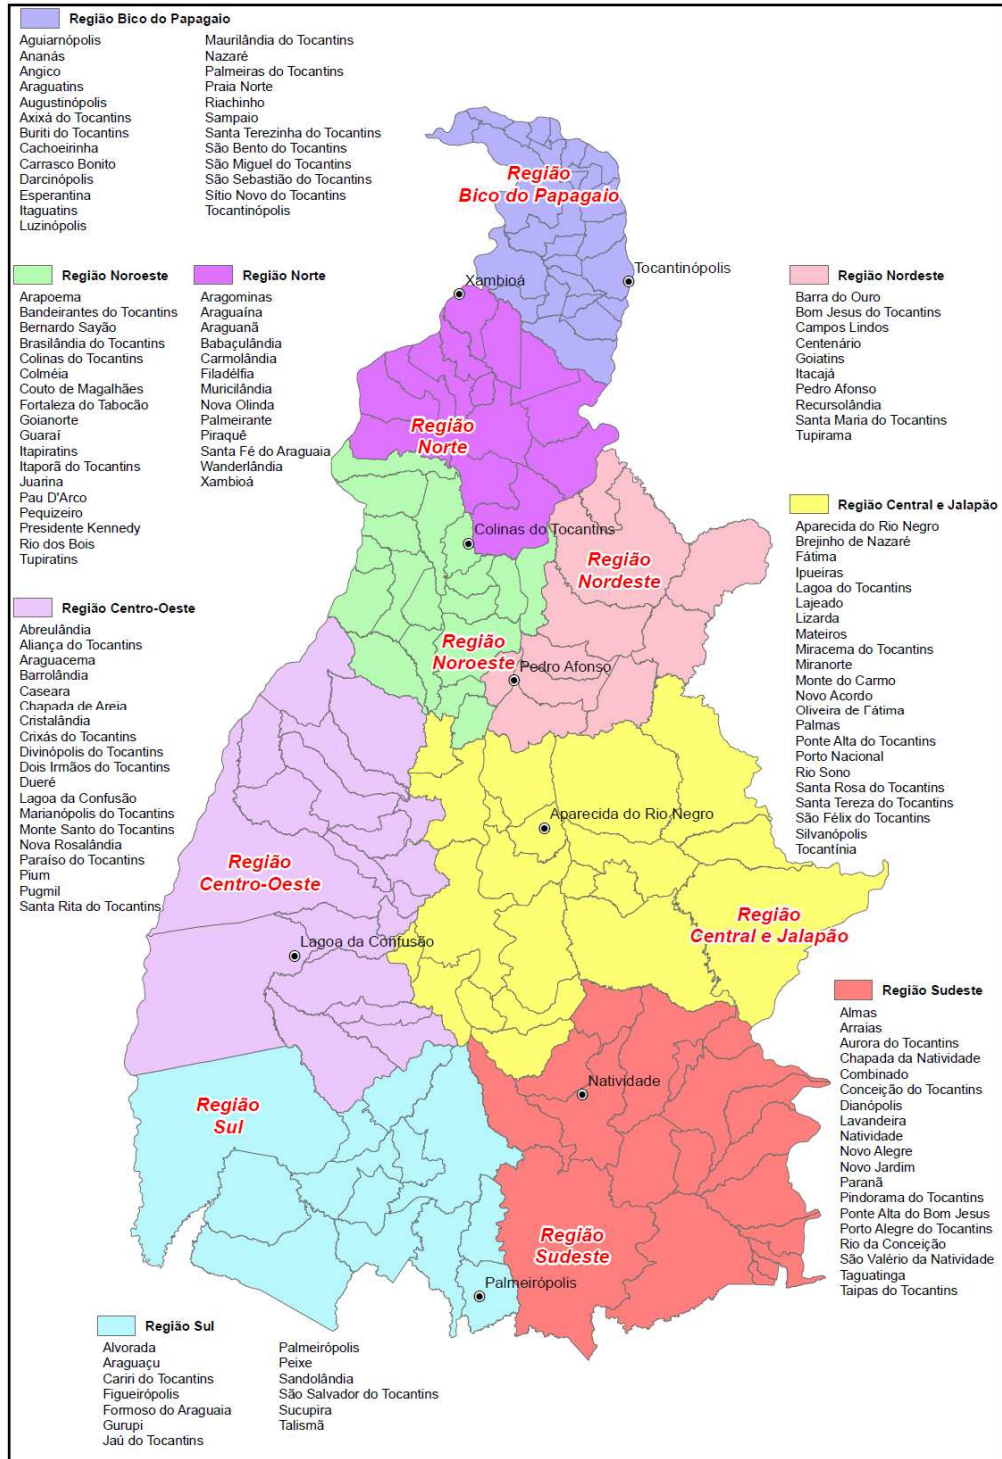 Região Bico do Papagaio
Aguiarnópolis
Ananás
Angico
Araguatins
Augustinópolis
Axixá do Tocantins
Buriti do Tocantins
Cachoeirinha
Carrasco Bonito
Darcinópolis
Esperantina
Itaguatins
Luzinópolis
Maurilândia do Tocantins
Nazaré
Palmeiras do Tocantins
Praia Norte
Riachinho
Sampaio
Santa Terezinha do Tocantins
São Bento do Tocantins
São Miguel do Tocantins
São Sebastião do Tocantins
Sítio Novo do Tocantins
Tocantinópolis
Região Noroeste
Arapoema
Bandeirantes do Tocantins
Bernardo Sayão
Brasilândia do Tocantins
Colinas do Tocantins
Colméia
Couto de Magalhães
Fortaleza do Tabocão
Goianorte
Guaraí
Itapiratins
Itaporã do Tocantins
Juarina
Pau D'Arco
Pequizeiro
Presidente Kennedy
Rio dos Bois
Tupiratins
Região Norte
Aragominas
Araguaína
Araguanã
Babaçulândia
Carmolândia
Filadélfia
Muricilândia
Nova Olinda
Palmeirante
Piraquê
Santa Fé do Araguaia
Wanderlândia
Xambioá
Região Nordeste
Barra do Ouro
Bom Jesus do Tocantins
Campos Lindos
Centenário
Goiatins
Itacajá
Pedro Afonso
Recursolândia
Santa Maria do Tocantins
Tupirama
Região Central e Jalapão
Aparecida do Rio Negro
Brejinho de Nazaré
Fátima
Ipueiras
Lagoa do Tocantins
Lajeado
Lizarda
Mateiros
Miracema do Tocantins
Miranorte
Monte do Carmo
Novo Acordo
Oliveira de Fátima
Palmas
Ponte Alta do Tocantins
Porto Nacional
Rio Sono
Santa Rosa do Tocantins
Santa Tereza do Tocantins
São Félix do Tocantins
Silvanópolis
Tocantínia
Região Centro-Oeste
Abreulândia
Aliança do Tocantins
Araguacema
Barrolândia
Caseara
Chapada de Areia
Cristalândia
Crixás do Tocantins
Divinópolis do Tocantins
Dois Irmãos do Tocantins
Dueré
Lagoa da Confusão
Marianópolis do Tocantins
Monte Santo do Tocantins
Nova Rosalândia
Paraíso do Tocantins
Pium
Pugmil
Santa Rita do Tocantins
Região Sudeste
Almas
Arraias
Aurora do Tocantins
Chapada da Natividade
Combinado
Conceição do Tocantins
Dianópolis
Lavandeira
Natividade
Novo Alegre
Novo Jardim
Paranã
Pindorama do Tocantins
Ponte Alta do Bom Jesus
Porto Alegre do Tocantins
Rio da Conceição
São Valério da Natividade
Taguatinga
Taipas do Tocantins
Região Sul
Alvorada
Araguaçu
Cariri do Tocantins
Figueirópolis
Formoso do Araguaia
Gurupi
Jaú do Tocantins
Palmeirópolis
Peixe
Sandolândia
São Salvador do Tocantins
Sucupira
Talismã
Região
Bico do Papagaio
Tocantinópolis
Xambioá
Região
Norte
Colinas do Tocantins
Região
Nordeste
Região
Noroeste
Pedro Afonso
Aparecida do Rio Negro
Região
Centro-Oeste
Região
Central e Jalapão
Lagoa da Confusão
Natividade
Região
Sul
Região
Sudeste
Palmeirópolis